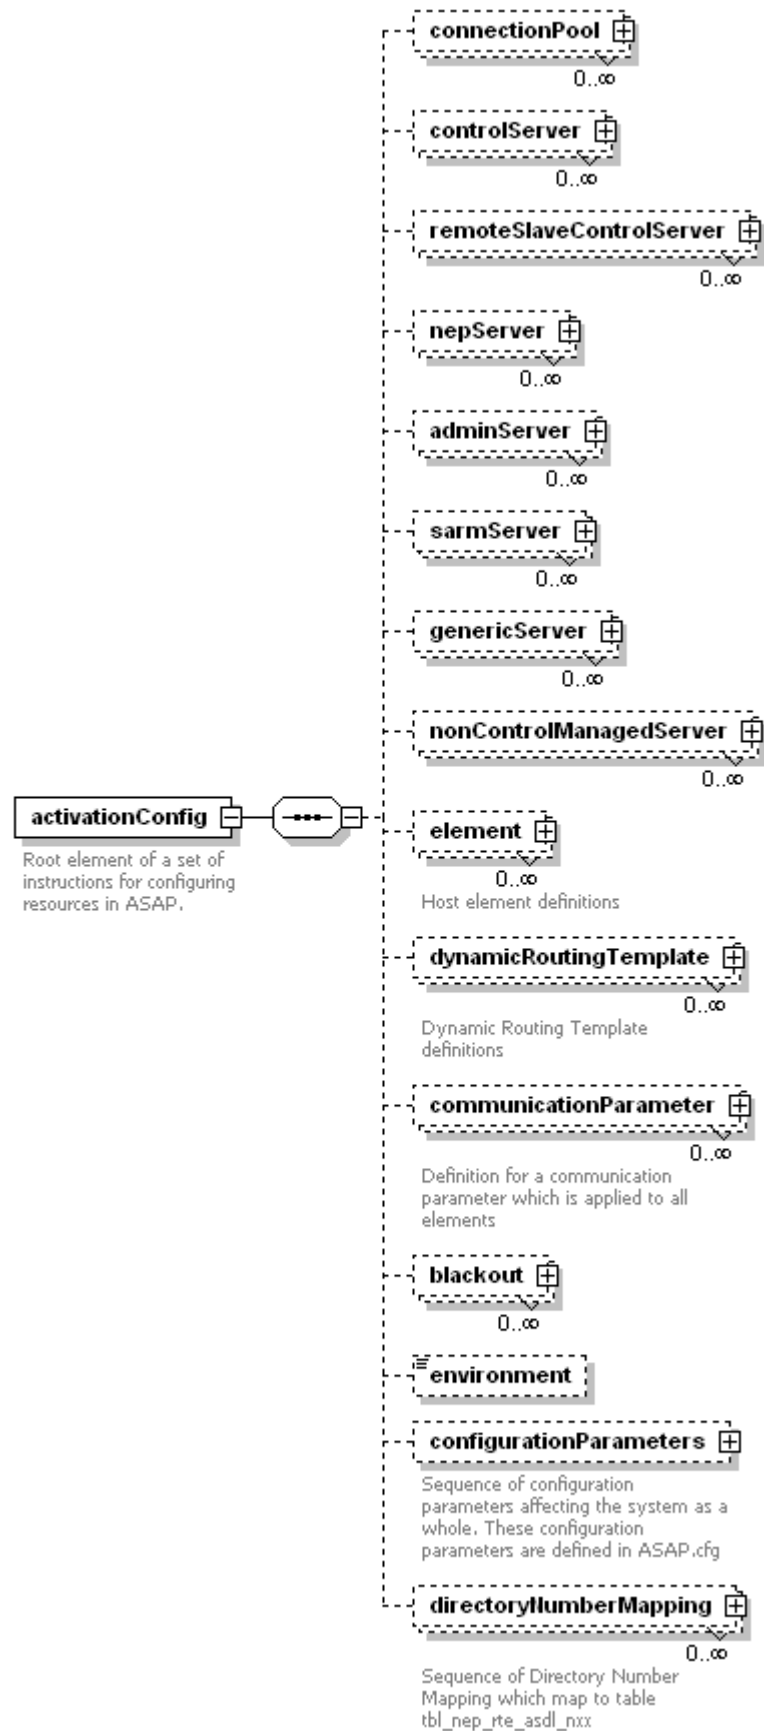 connectionPool
0..∞
controlServer
0..∞
remoteSlaveControlServer
0..∞
nepServer
0..∞
adminServer
0..∞
sarmServer
0..∞
genericServer
0..∞
nonControlManagedServer
0..∞
activationConfig
Root element of a set of
instructions for configuring
resources in ASAP.
element
0..∞
Host element definitions
dynamicRoutingTemplate
0..∞
Dynamic Routing Template
definitions
communicationParameter
0..∞
Definition for a communication
parameter which is applied to all
elements
blackout
0..∞
environment
configurationParameters
Sequence of configuration
parameters affecting the system as a
whole. These configuration
parameters are defined in ASAP.cfg
directoryNumberMapping
0..∞
Sequence of Directory Number
Mapping which map to table
tbl_nep_rte_asdl_nxx